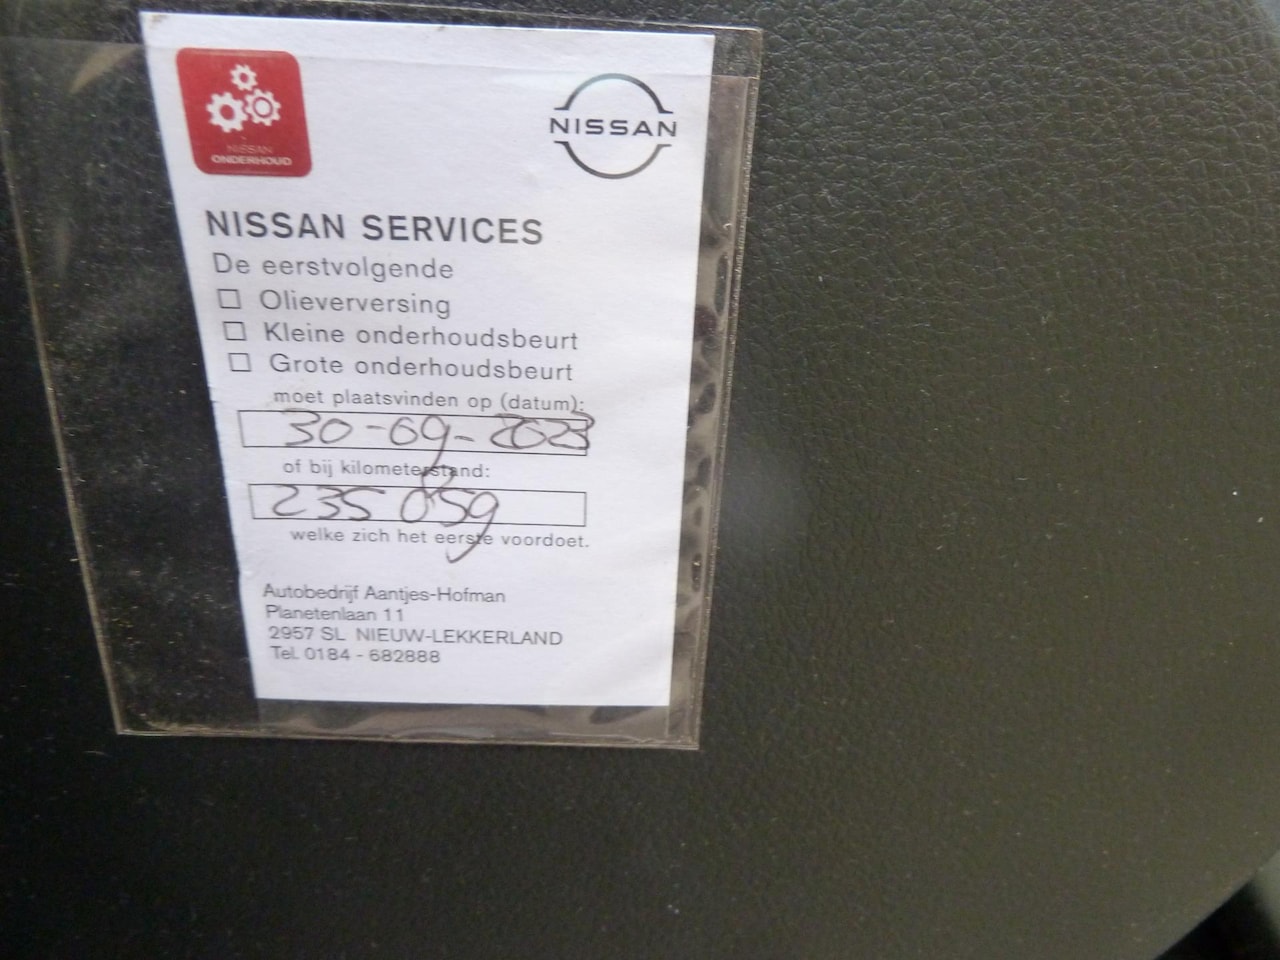 NISSAN
ONDERHOUD
NISSAN
NISSAN SERVICES
De eerstvolgende
Olieverversing
Kleine onderhoudsbeurt
Grote onderhoudsbeurt
moet plaatsvinden op (datum):
30-09-2023
of bij kilometerstand:
235 059
welke zich het eerste voordoet.
Autobedrijf Aantjes-Hofman
Planetenlaan 11
2957 SL NIEUW-LEKKERLAND
Tel. 0184 - 682888